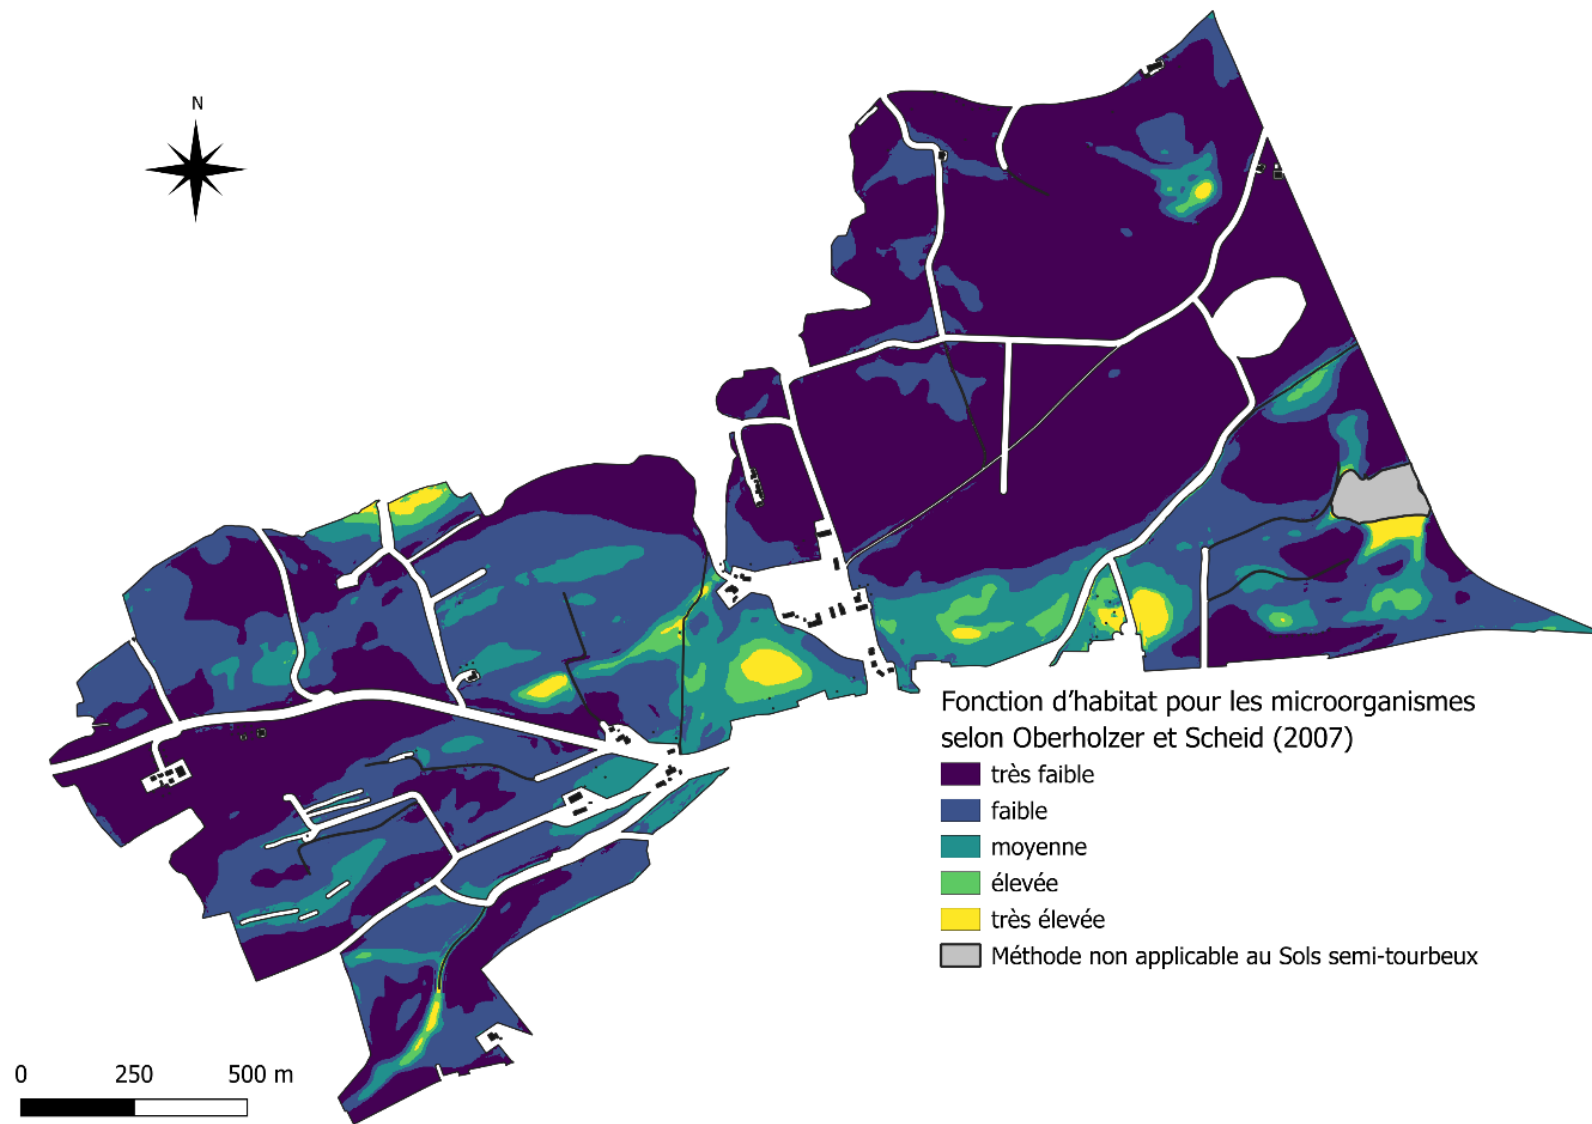 N
Fonction d’habitat pour les microorganismes
selon Oberholzer et Scheid (2007)
très faible
faible
moyenne
élevée
très élevée
Méthode non applicable au Sols semi-tourbeux
0 250 500 m